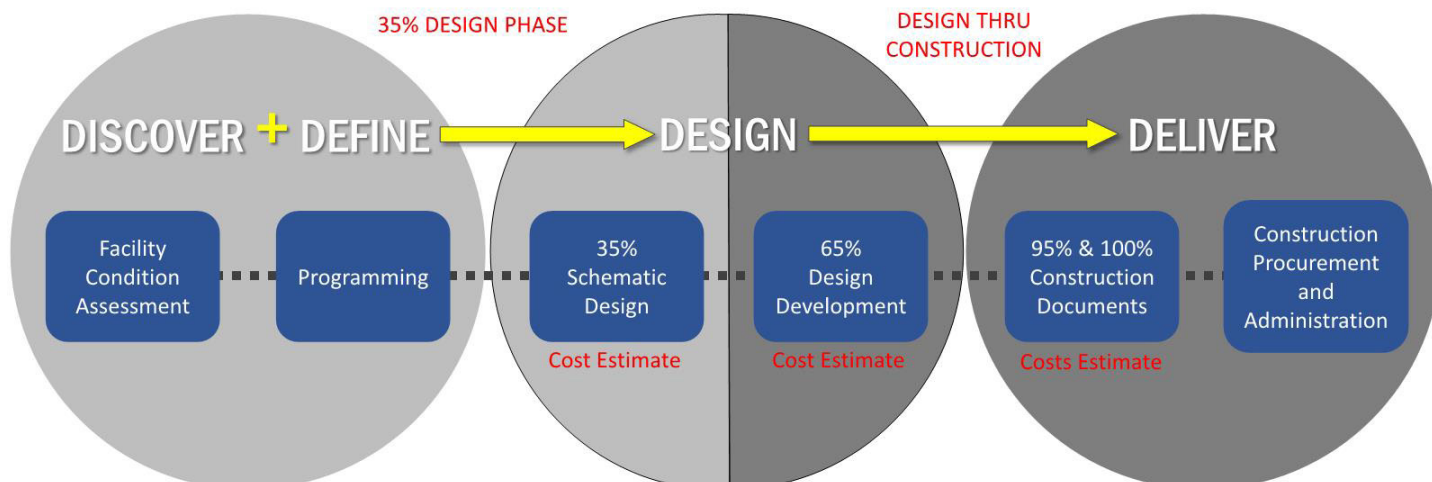 35% DESIGN PHASE
DESIGN THRU
CONSTRUCTION
DISCOVER + DEFINE
DESIGN
DELIVER
Facility
Condition
Assessment
Programming
35%
Schematic
Design
Cost Estimate
65%
Design
Development
Cost Estimate
95% & 100%
Construction
Documents
Costs Estimate
Construction
Procurement
and
Administration